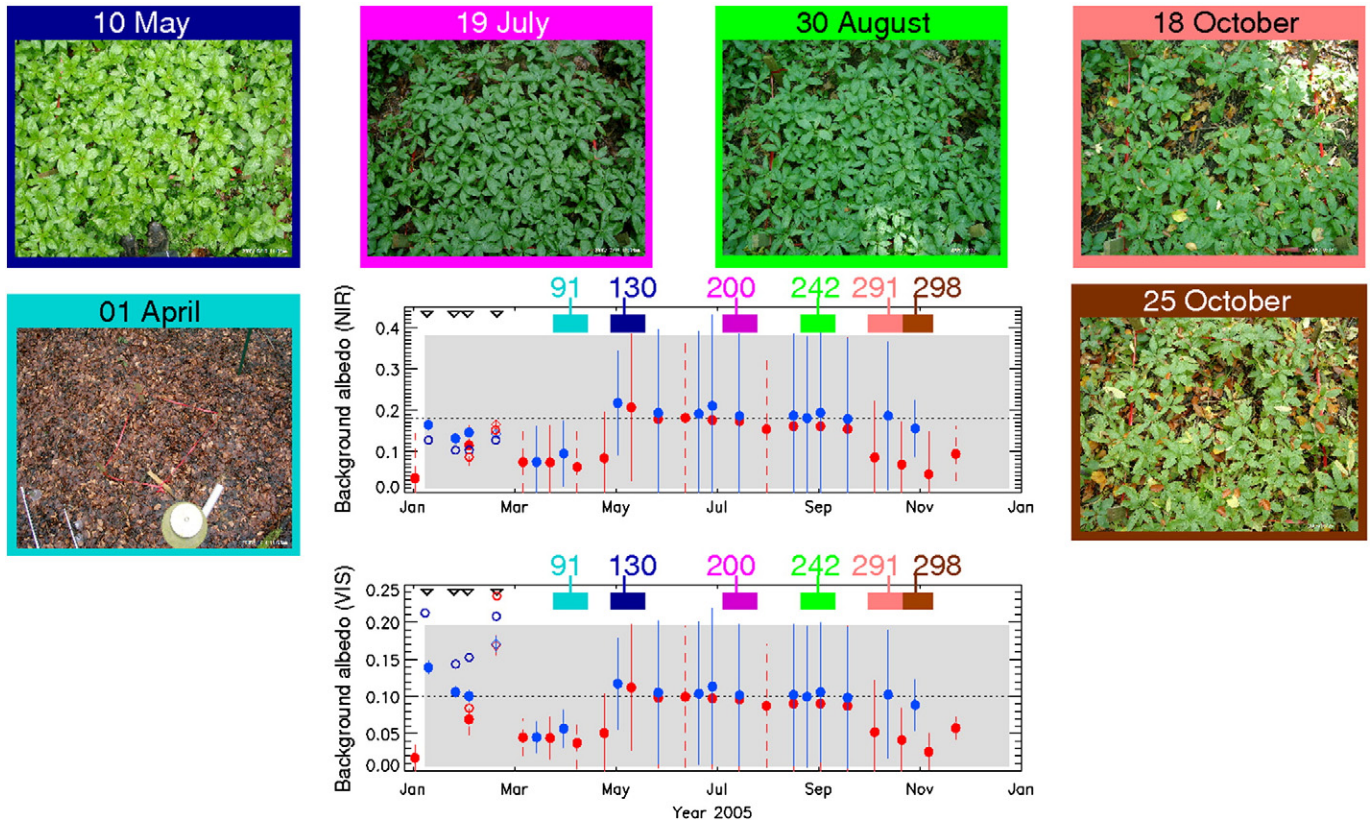 10 May
19 July
30 August
18 October
01 April
25 October
91 130 200 242 291 298
Background albedo (NIR)
0.4
0.3
0.2
0.1
0.0
Jan Mar May Jul Sep Nov Jan
91 130 200 242 291 298
Background albedo (VIS)
0.25
0.20
0.15
0.10
0.05
0.00
Jan Mar May Jul Sep Nov Jan
Year 2005